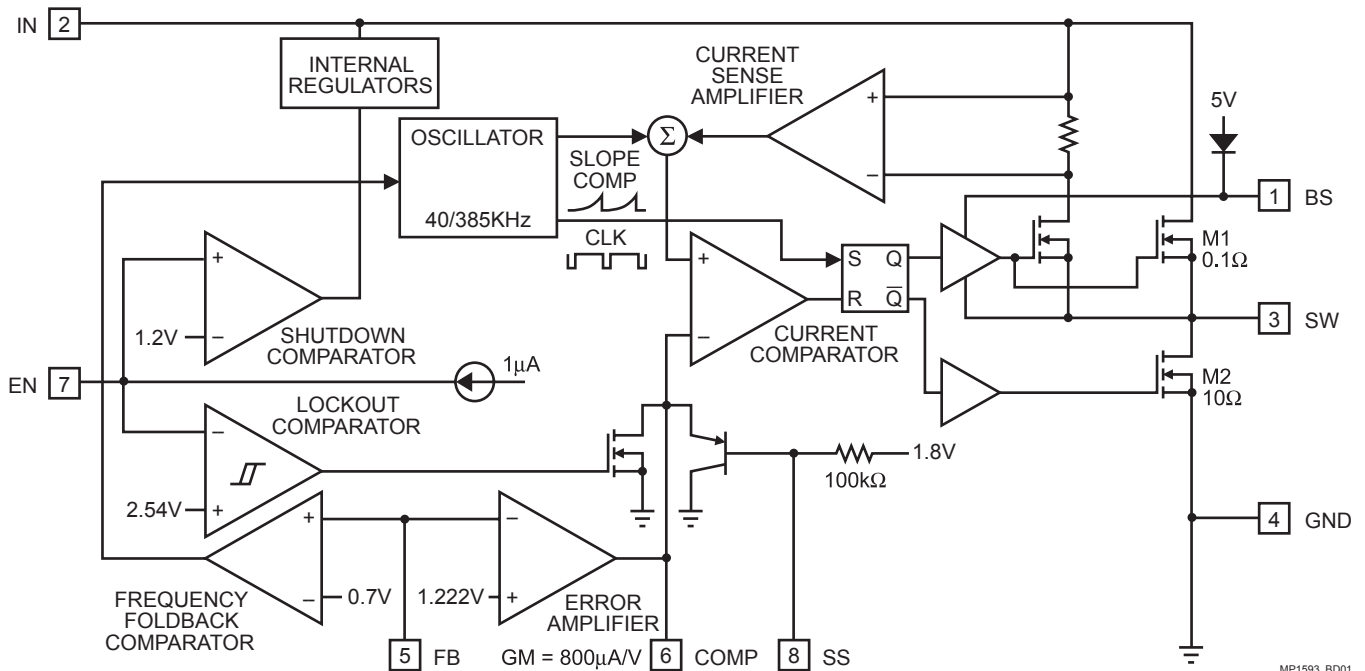 IN 2
INTERNAL
REGULATORS
CURRENT
SENSE
AMPLIFIER
+
−
5V
OSCILLATOR
40/385KHz
Σ
SLOPE
COMP
CLK
1 BS
+
−
1.2V
SHUTDOWN
COMPARATOR
+
−
CURRENT
COMPARATOR
S Q
R Q̅
M1
0.1Ω
3 SW
EN 7
1µA
LOCKOUT
COMPARATOR
−
+
2.54V
M2
10Ω
1.8V
100kΩ
4 GND
+
−
0.7V
FREQUENCY
FOLDBACK
COMPARATOR
−
+
1.222V
ERROR
AMPLIFIER
5 FB
GM = 800µA/V
6 COMP
8 SS
MP1593_BD01